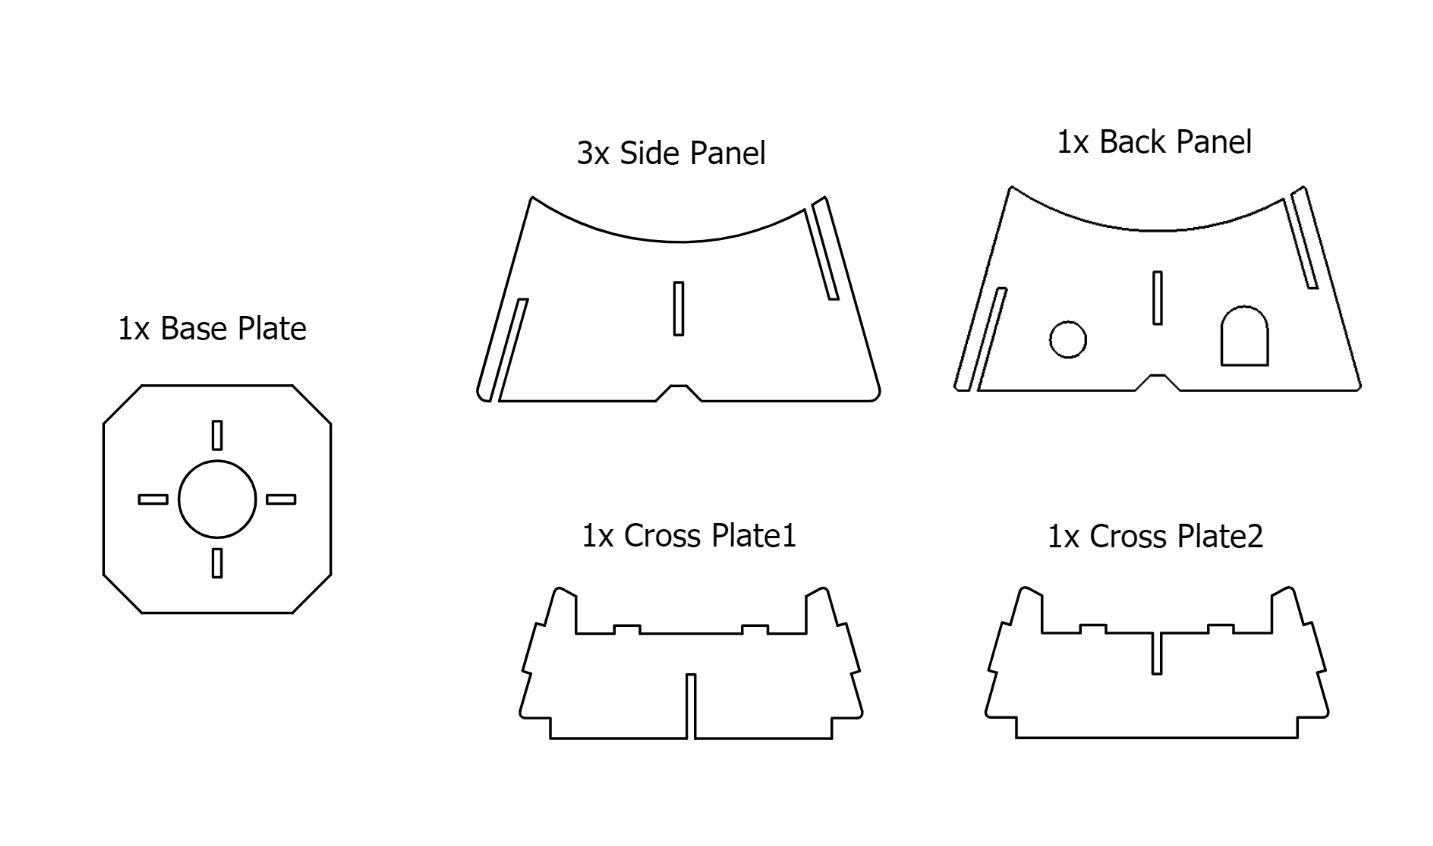 3x Side Panel
1x Back Panel
1x Base Plate
1x Cross Plate1
1x Cross Plate2